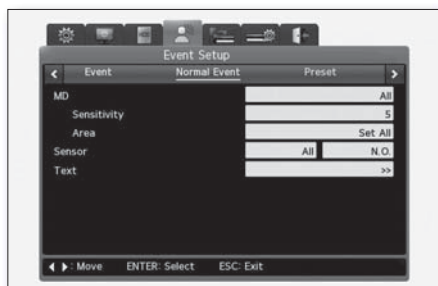 Event Setup
< Event Normal Event Preset >
MD All
Sensitivity 5
Area Set All
Sensor All N.O.
Text >>
◀ ▶ : Move ENTER: Select ESC: Exit